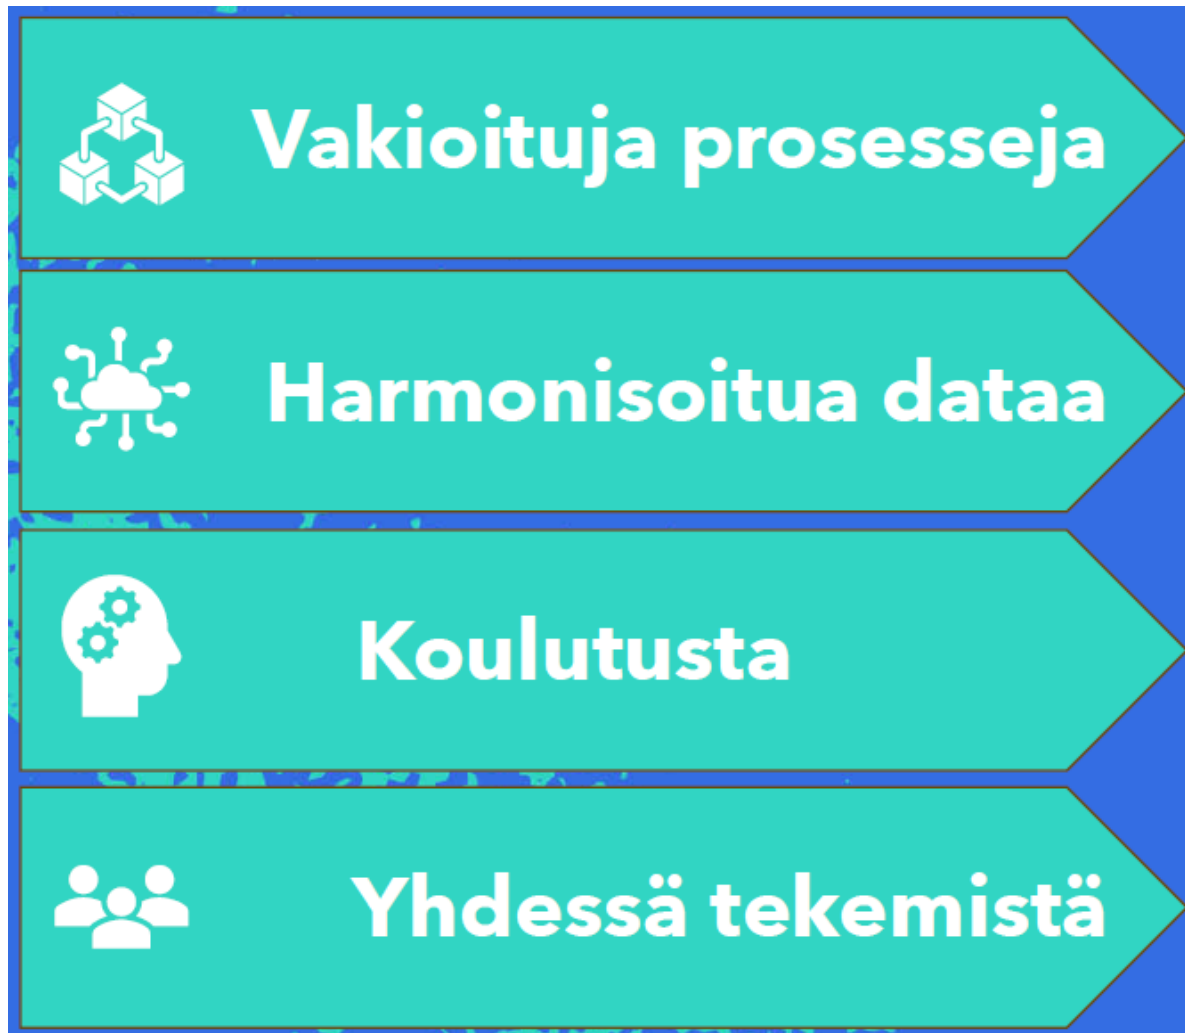 Vakioituja prosesseja
Harmonisoitua dataa
Koulutusta
Yhdessä tekemistä